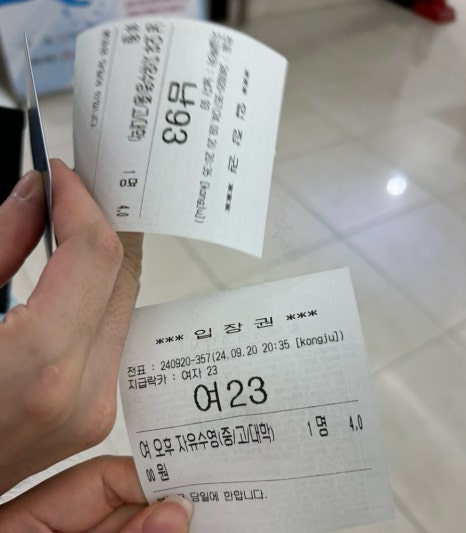 *** 입 장 권 ***
남93
1 명 4.0
*** 입 장 권 ***
전표 : 240920-357(24.09.20 20:35 [kongju])
지급락카 : 여자 23
여23
여 오후 자유수영(중/고/대학) 1 명 4.0
00 원
당일에 한합니다.